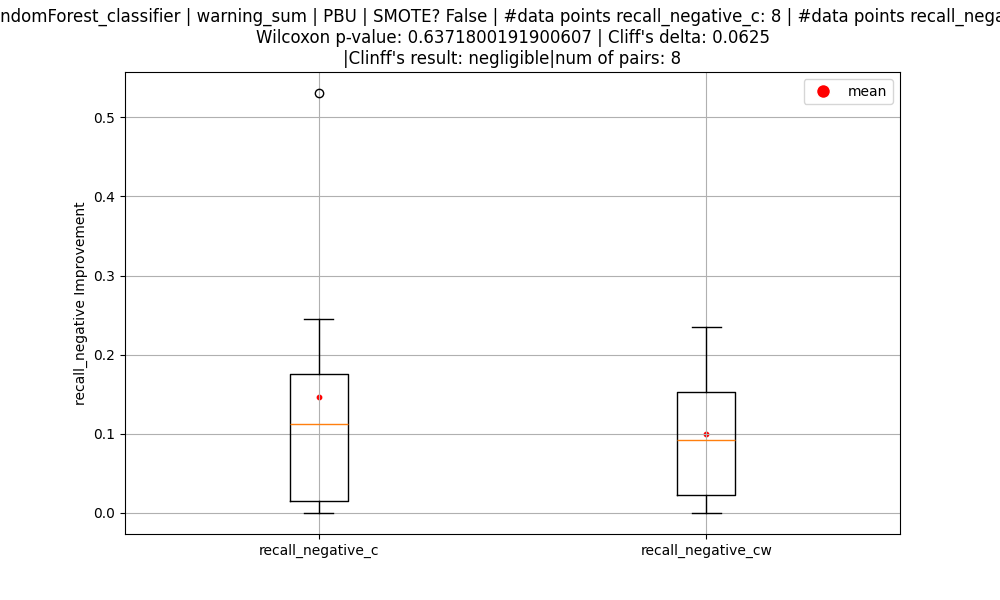 ndomForest_classifier | warning_sum | PBU | SMOTE? False | #data points recall_negative_c: 8 | #data points recall_nega
Wilcoxon p-value: 0.6371800191900607 | Cliff's delta: 0.0625
|Clinff's result: negligible|num of pairs: 8
mean
0.5
0.4
0.3
0.2
0.1
0.0
recall_negative Improvement
recall_negative_c
recall_negative_cw